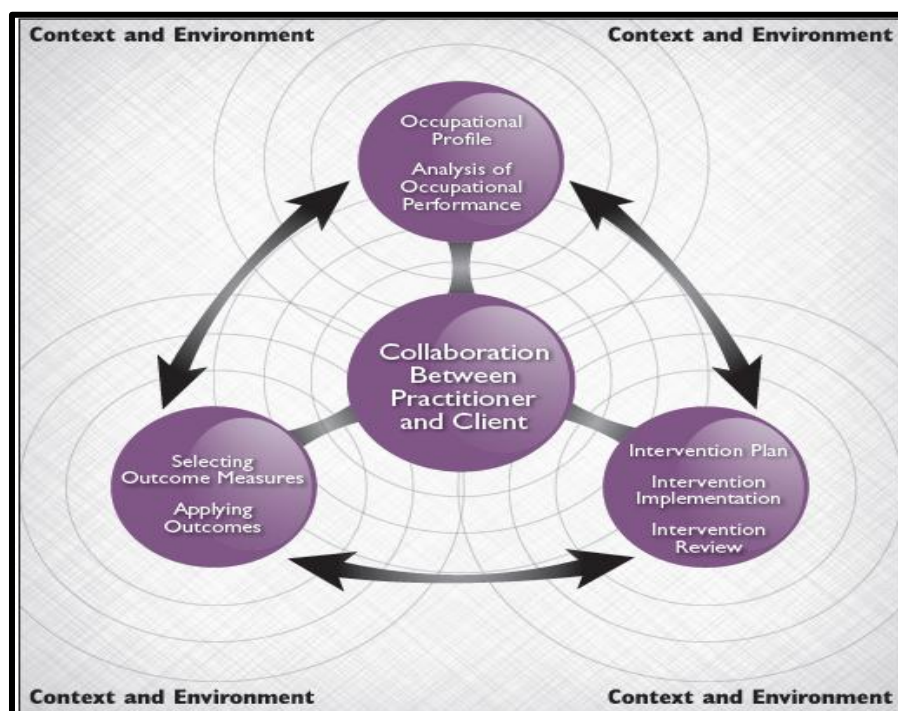 Context and Environment
Context and Environment
Occupational
Profile
Analysis of
Occupational
Performance
Collaboration
Between
Practitioner
and Client
Selecting
Outcome Measures
Applying
Outcomes
Intervention Plan
Intervention
Implementation
Intervention
Review
Context and Environment
Context and Environment